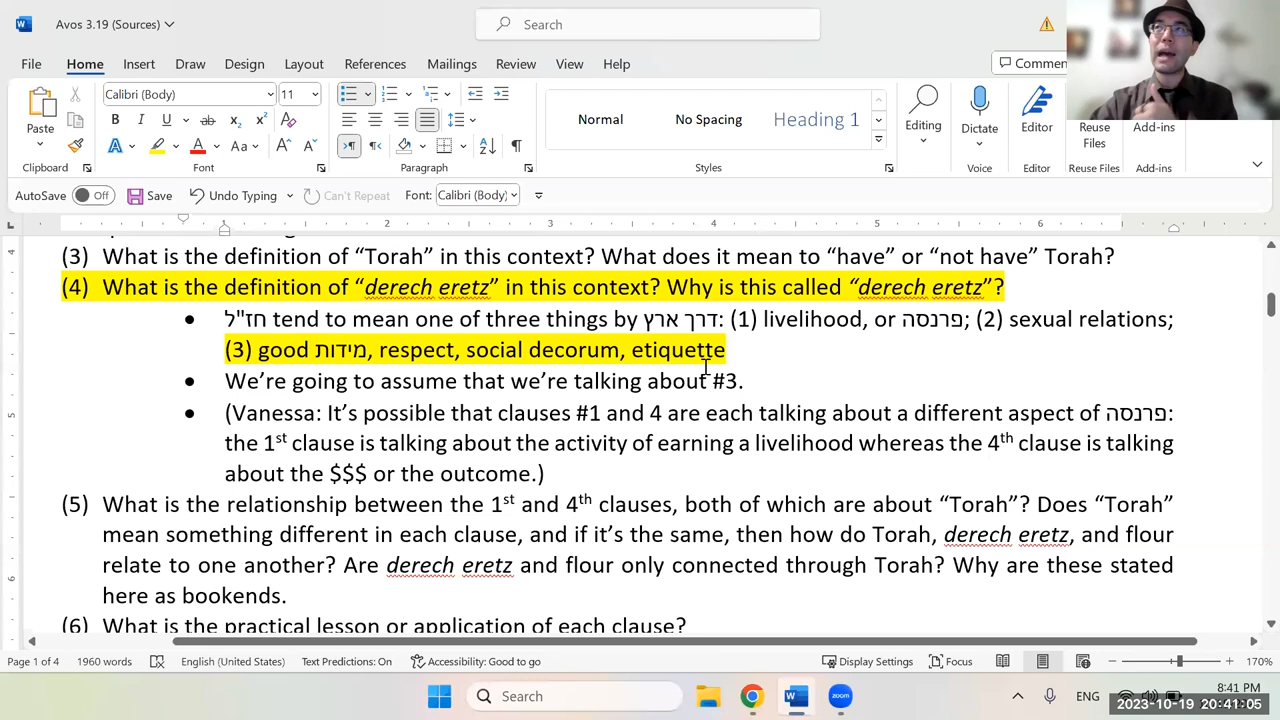 Avos 3.19 (Sources)
Search
File Home Insert Draw Design Layout References Mailings Review View Help
Commen
Paste
Calibri (Body) 11
Normal
No Spacing
Heading 1
Editing
Dictate
Editor
Reuse Files
Add-ins
Clipboard Font Paragraph Styles Voice Editor Reuse Files Add-ins
AutoSave Off Save Undo Typing Can't Repeat Font: Calibri (Body)
1 2 3 4 5 6
(3) What is the definition of “Torah” in this context? What does it mean to “have” or “not have” Torah?
(4) What is the definition of “derech eretz” in this context? Why is this called “derech eretz”?
• חז"ל tend to mean one of three things by דרך ארץ: (1) livelihood, or פרנסה; (2) sexual relations;
(3) good מידות, respect, social decorum, etiquette
• We’re going to assume that we’re talking about #3.
• (Vanessa: It’s possible that clauses #1 and 4 are each talking about a different aspect of פרנסה:
the 1st clause is talking about the activity of earning a livelihood whereas the 4th clause is talking
about the $$$ or the outcome.)
(5) What is the relationship between the 1st and 4th clauses, both of which are about “Torah”? Does “Torah”
mean something different in each clause, and if it’s the same, then how do Torah, derech eretz, and flour
relate to one another? Are derech eretz and flour only connected through Torah? Why are these stated
here as bookends.
(6) What is the practical lesson or application of each clause?
Page 1 of 4 1960 words English (United States) Text Predictions: On Accessibility: Good to go Display Settings Focus 170%
Search
ENG
8:41 PM
2023-10-19 20:41:05